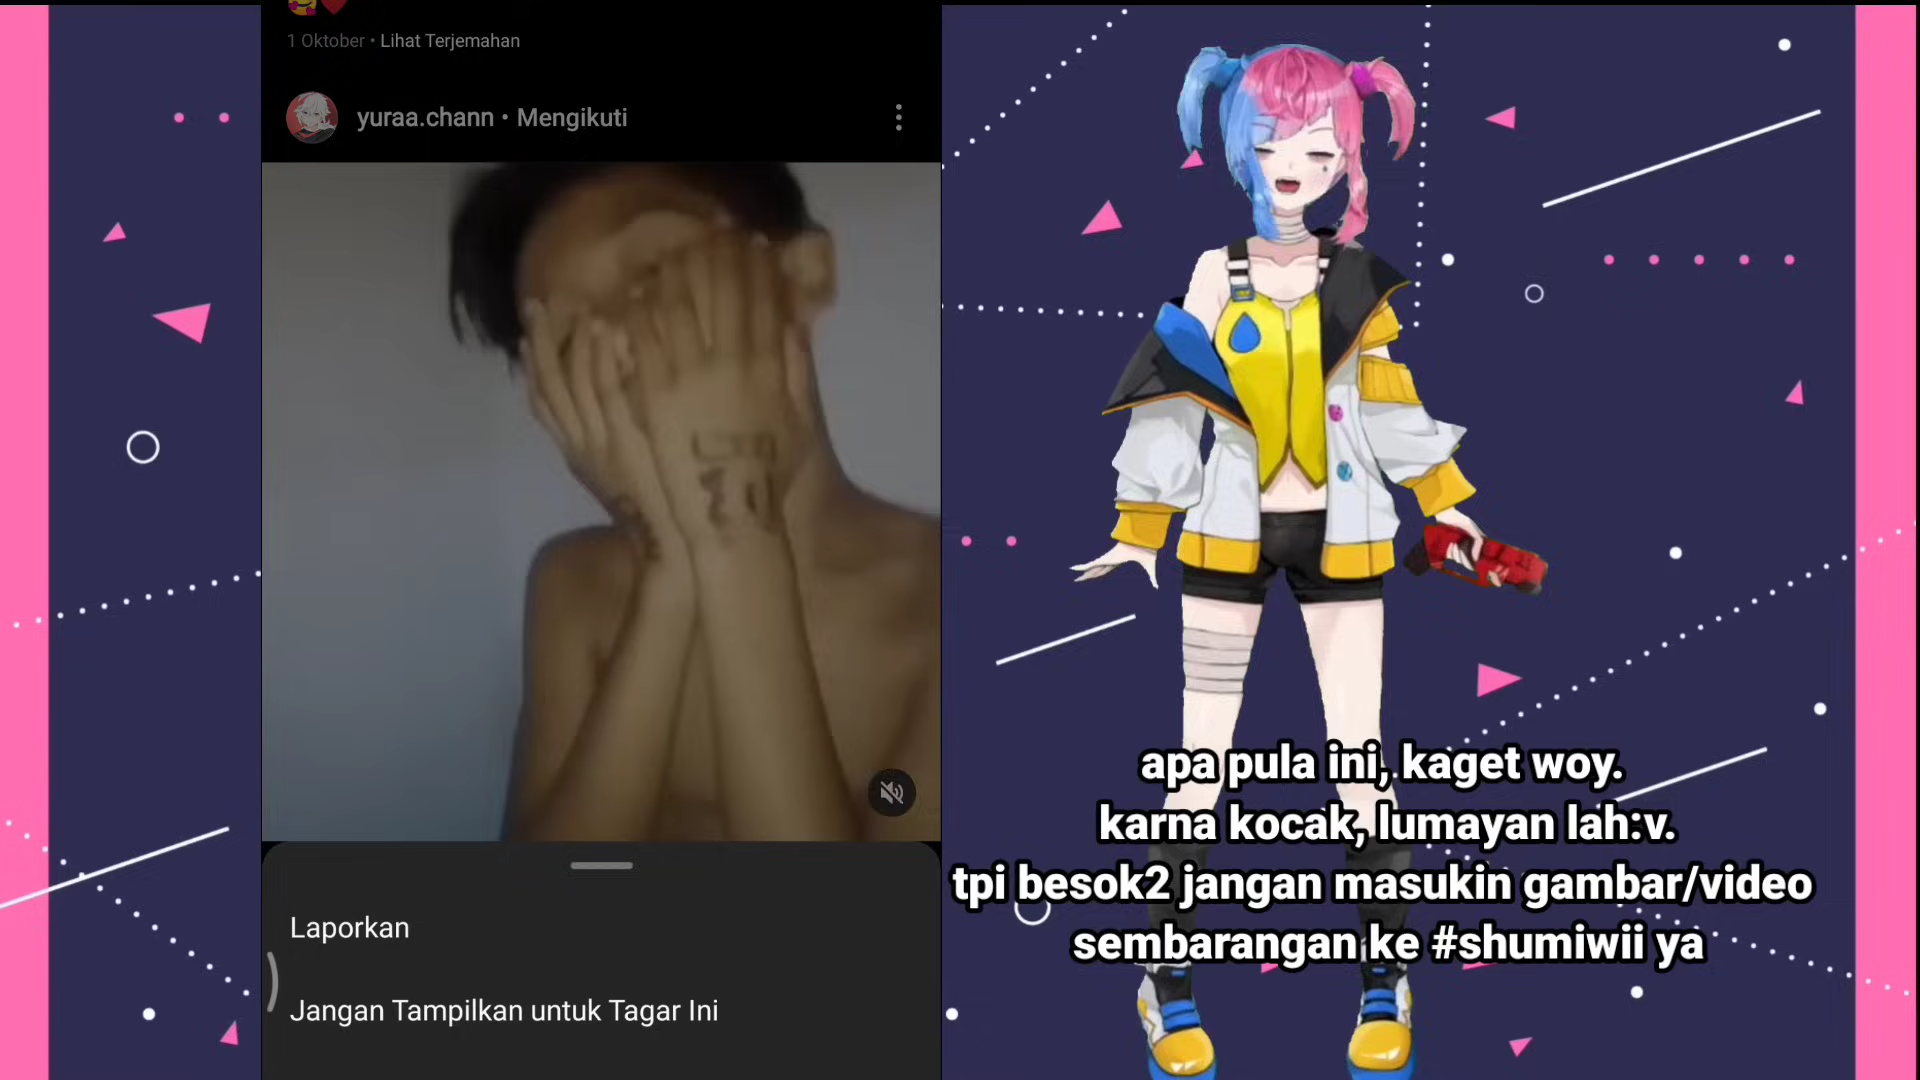 1 Oktober • Lihat Terjemahan
yuraa.chann • Mengikuti
Laporkan
Jangan Tampilkan untuk Tagar Ini
apa pula ini, kaget woy.
karna kocak, lumayan lah:v.
tpi besok2 jangan masukin gambar/video
sembarangan ke #shumiwii ya